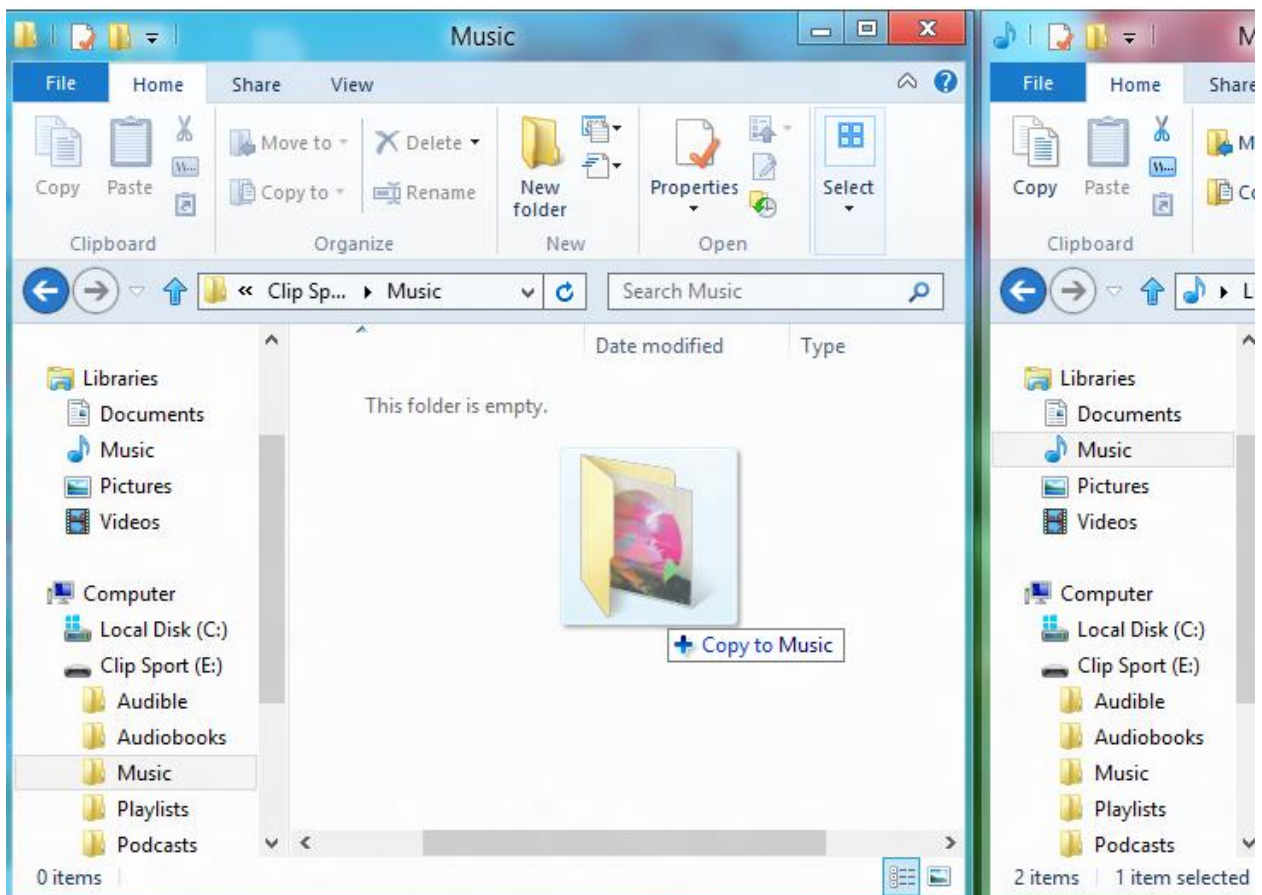 Music
File Home Share View
Copy Paste
W...
Move to
Copy to
Delete
Rename
New folder
Properties
Select
Clipboard Organize New Open
« Clip Sp... Music
Search Music
Date modified Type
This folder is empty.
Copy to Music
Libraries
Documents
Music
Pictures
Videos
Computer
Local Disk (C:)
Clip Sport (E:)
Audible
Audiobooks
Music
Playlists
Podcasts
0 items
M
File Home Share
Copy Paste
W...
M
Co
Clipboard
L
Libraries
Documents
Music
Pictures
Videos
Computer
Local Disk (C:)
Clip Sport (E:)
Audible
Audiobooks
Music
Playlists
Podcasts
2 items 1 item selected